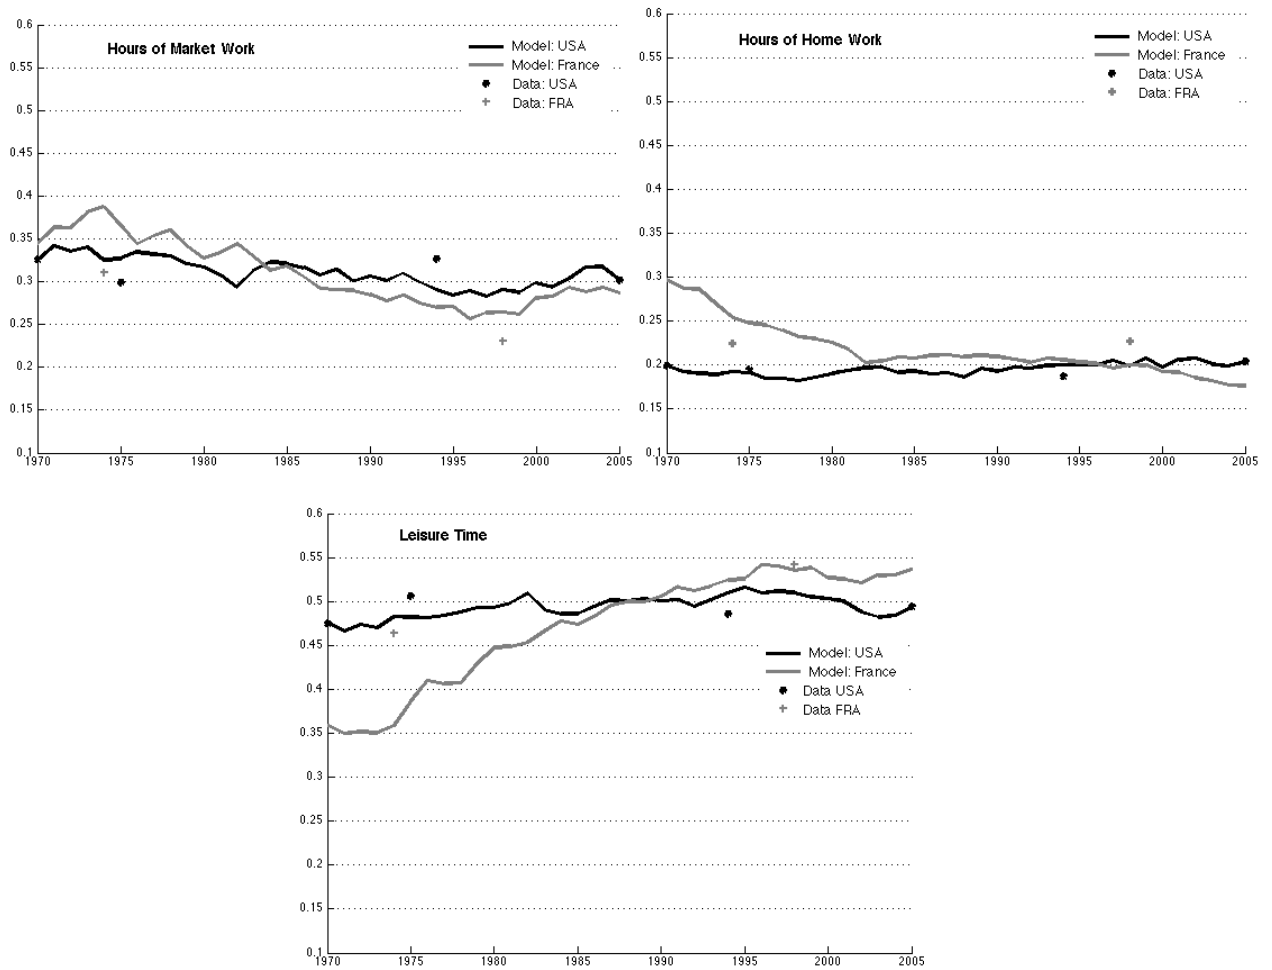 Hours of Market Work
Model: USA
Model: France
Data: USA
Data: FRA
0.6
0.55
0.5
0.45
0.4
0.35
0.3
0.25
0.2
0.15
0.1
1970 1975 1980 1985 1990 1995 2000 2005
Hours of Home Work
Model: USA
Model: France
Data: USA
Data: FRA
0.6
0.55
0.5
0.45
0.4
0.35
0.3
0.25
0.2
0.15
0.1
1970 1975 1980 1985 1990 1995 2000 2005
Leisure Time
0.6
0.55
0.5
0.45
0.4
0.35
0.3
0.25
0.2
0.15
0.1
Model: USA
Model: France
Data USA
Data FRA
1970 1975 1980 1985 1990 1995 2000 2005